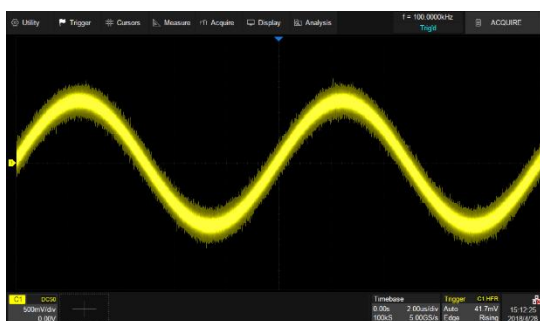 Utility Trigger Cursors Measure Acquire Display Analysis f = 100.0000kHz ACQUIRE
Trig'd
C1 DC50 Timebase Trigger C1 HFR
500mV/div 0.00s 2.00us/div Auto 41.7mV 15:12:25
0.00V 100kS 5.00GS/s Edge Rising 2018/4/28